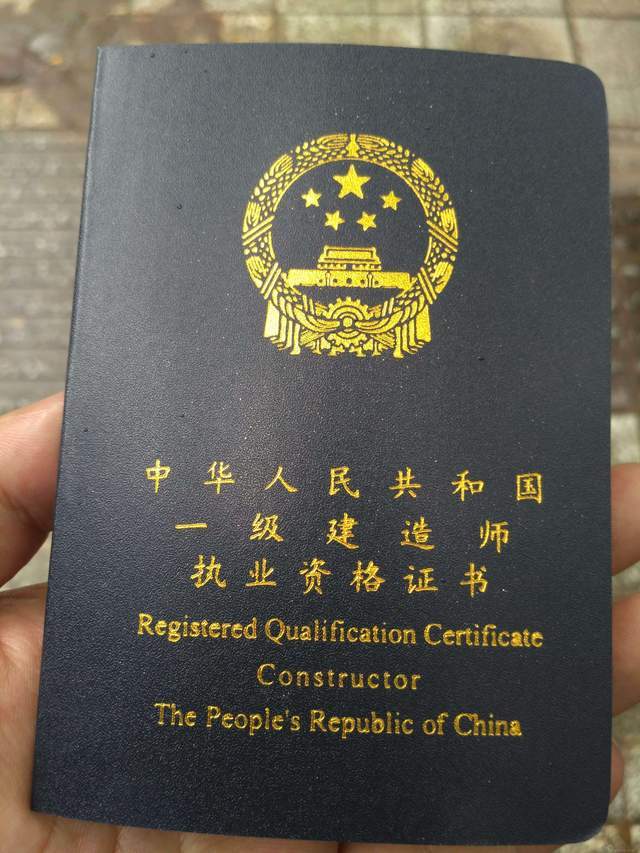 中华人民共和国
一级建造师
执业资格证书
Registered Qualification Certificate
Constructor
The People's Republic of China